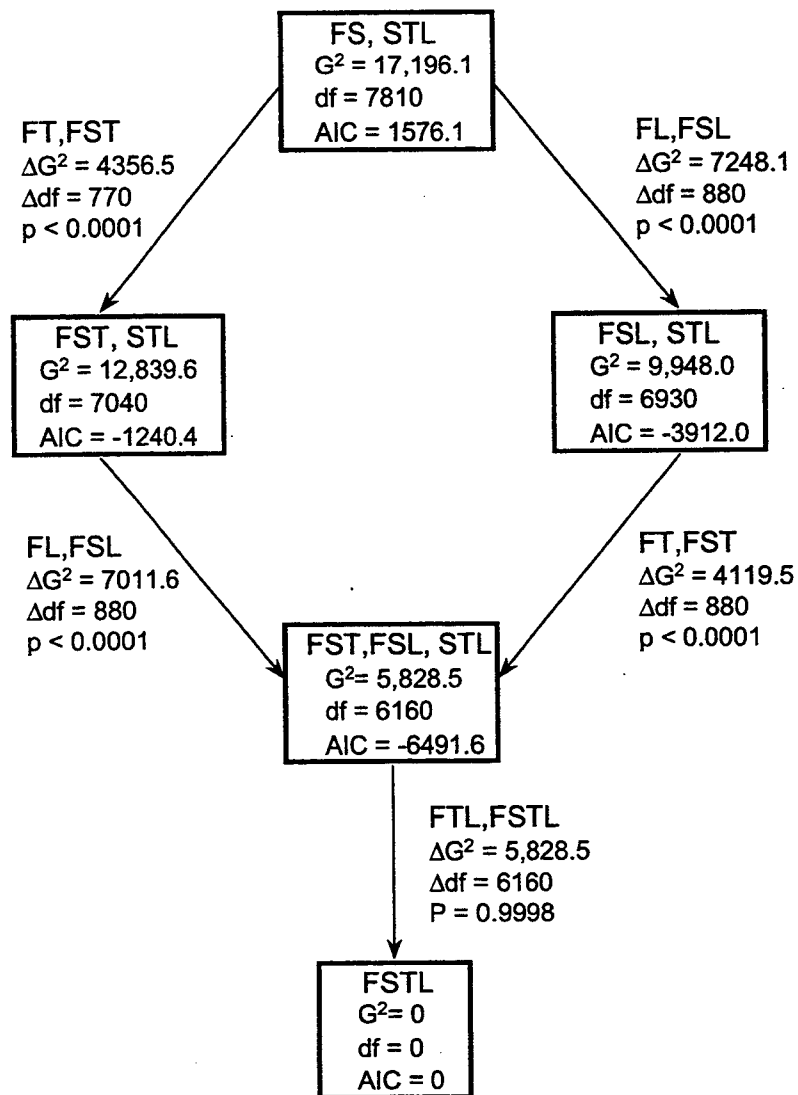 FS, STL
G² = 17,196.1
df = 7810
AIC = 1576.1
FT,FST
ΔG² = 4356.5
Δdf = 770
p < 0.0001
FL,FSL
ΔG² = 7248.1
Δdf = 880
p < 0.0001
FST, STL
G² = 12,839.6
df = 7040
AIC = -1240.4
FSL, STL
G² = 9,948.0
df = 6930
AIC = -3912.0
FL,FSL
ΔG² = 7011.6
Δdf = 880
p < 0.0001
FT,FST
ΔG² = 4119.5
Δdf = 880
p < 0.0001
FST,FSL, STL
G²= 5,828.5
df = 6160
AIC = -6491.6
FTL,FSTL
ΔG² = 5,828.5
Δdf = 6160
P = 0.9998
FSTL
G²= 0
df = 0
AIC = 0